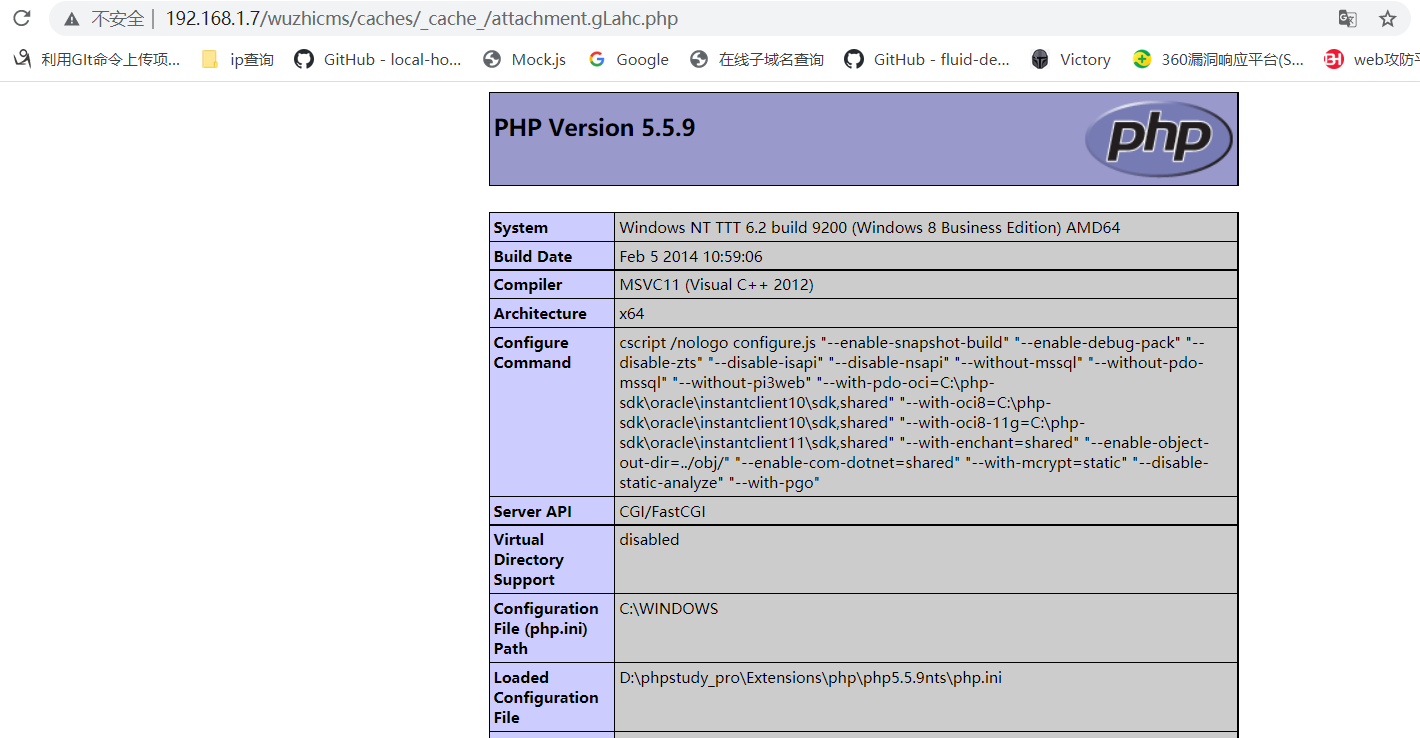 不安全 | 192.168.1.7/wuzhicms/caches/_cache_/attachment.gLahc.php
利用GIt命令上传项... ip查询 GitHub - local-ho... Mock.js Google 在线子域名查询 GitHub - fluid-de... Victory 360漏洞响应平台(S... web攻防平
PHP Version 5.5.9
php
System Windows NT TTT 6.2 build 9200 (Windows 8 Business Edition) AMD64
Build Date Feb 5 2014 10:59:06
Compiler MSVC11 (Visual C++ 2012)
Architecture x64
Configure
Command
cscript /nologo configure.js "--enable-snapshot-build" "--enable-debug-pack" "--
disable-zts" "--disable-isapi" "--disable-nsapi" "--without-mssql" "--without-pdo-
mssql" "--without-pi3web" "--with-pdo-oci=C:\php-
sdk\oracle\instantclient10\sdk,shared" "--with-oci8=C:\php-
sdk\oracle\instantclient10\sdk,shared" "--with-oci8-11g=C:\php-
sdk\oracle\instantclient11\sdk,shared" "--with-enchant=shared" "--enable-object-
out-dir=../obj/" "--enable-com-dotnet=shared" "--with-mcrypt=static" "--disable-
static-analyze" "--with-pgo"
Server API CGI/FastCGI
Virtual
Directory
Support
disabled
Configuration
File (php.ini)
Path
C:\WINDOWS
Loaded
Configuration
File
D:\phpstudy_pro\Extensions\php\php5.5.9nts\php.ini